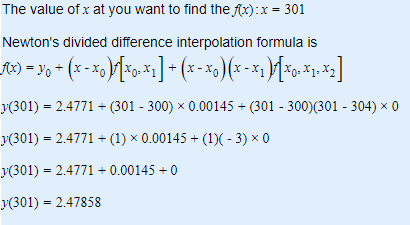 The value of x at you want to find the f(x) : x = 301
Newton's divided difference interpolation formula is
f(x) = y₀ + (x - x₀)f[x₀, x₁] + (x - x₀)(x - x₁)f[x₀, x₁, x₂]
y(301) = 2.4771 + (301 - 300) × 0.00145 + (301 - 300)(301 - 304) × 0
y(301) = 2.4771 + (1) × 0.00145 + (1)( - 3) × 0
y(301) = 2.4771 + 0.00145 + 0
y(301) = 2.47858